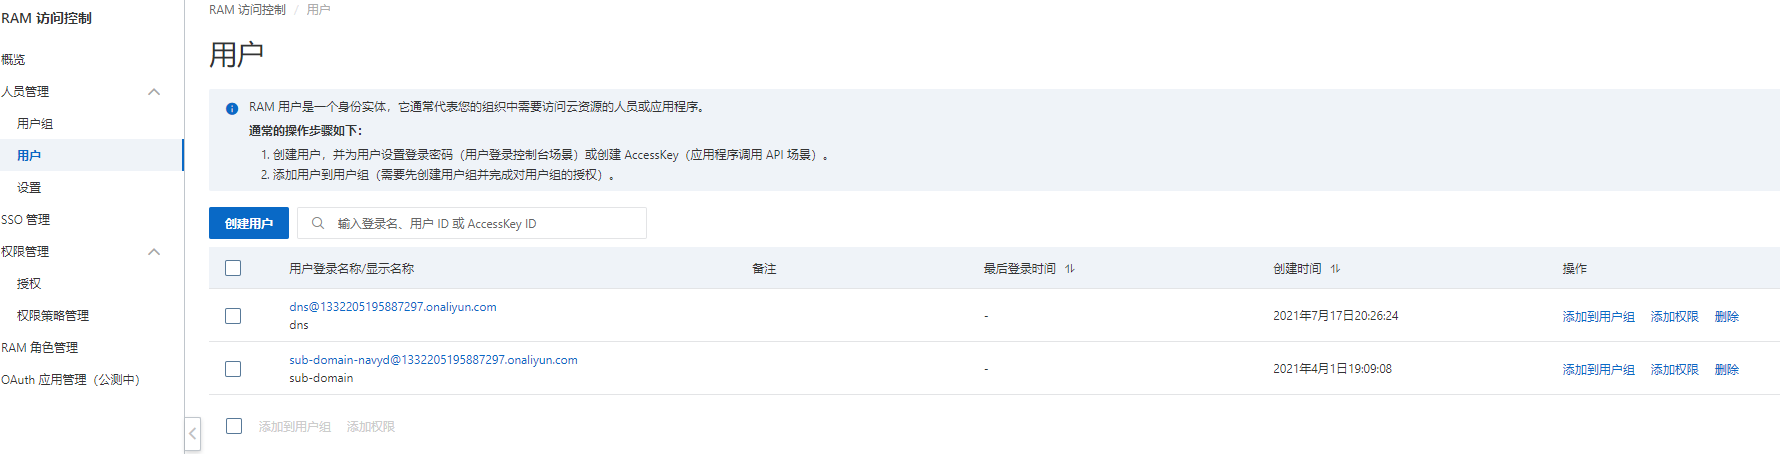 RAM 访问控制
概览
人员管理
用户组
用户
设置
SSO 管理
权限管理
授权
权限策略管理
RAM 角色管理
OAuth 应用管理（公测中）
RAM 访问控制 / 用户
用户
RAM 用户是一个身份实体，它通常代表您的组织中需要访问云资源的人员或应用程序。
通常的操作步骤如下：
1. 创建用户，并为用户设置登录密码（用户登录控制台场景）或创建 AccessKey（应用程序调用 API 场景）。
2. 添加用户到用户组（需要先创建用户组并完成对用户组的授权）。
创建用户 输入登录名、用户 ID 或 AccessKey ID
用户登录名称/显示名称 备注 最后登录时间 创建时间 操作
dns@1332205195887297.onaliyun.com
dns - 2021年7月17日20:26:24 添加到用户组 添加权限 删除
sub-domain-navyd@1332205195887297.onaliyun.com
sub-domain - 2021年4月1日19:09:08 添加到用户组 添加权限 删除
添加到用户组 添加权限